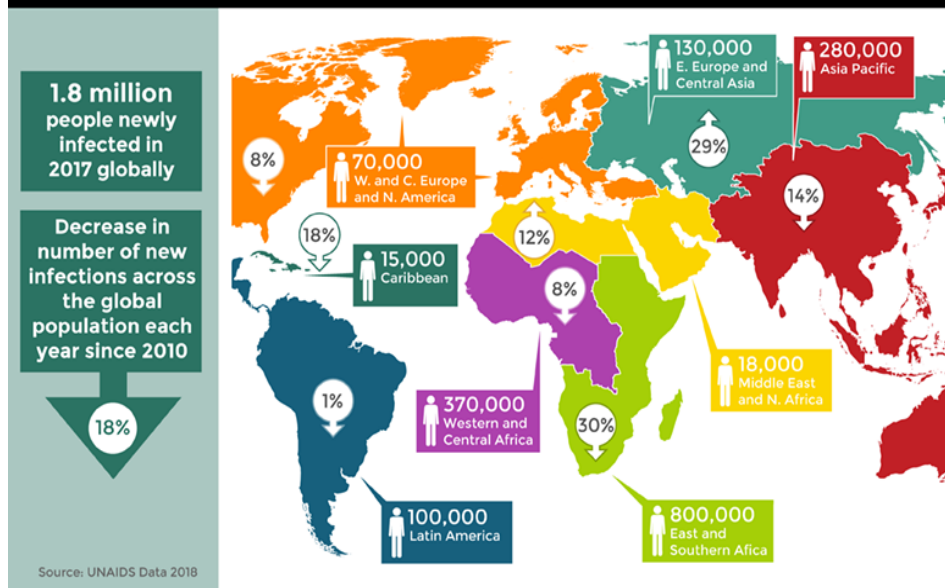 1.8 million
people newly
infected in
2017 globally
Decrease in
number of new
infections across
the global
population each
year since 2010
18%
Source: UNAIDS Data 2018
8%
70,000
W. and C. Europe
and N. America
130,000
E. Europe and
Central Asia
29%
280,000
Asia Pacific
14%
18%
15,000
Caribbean
12%
18,000
Middle East
and N. Africa
8%
370,000
Western and
Central Africa
1%
100,000
Latin America
30%
800,000
East and
Southern Afica